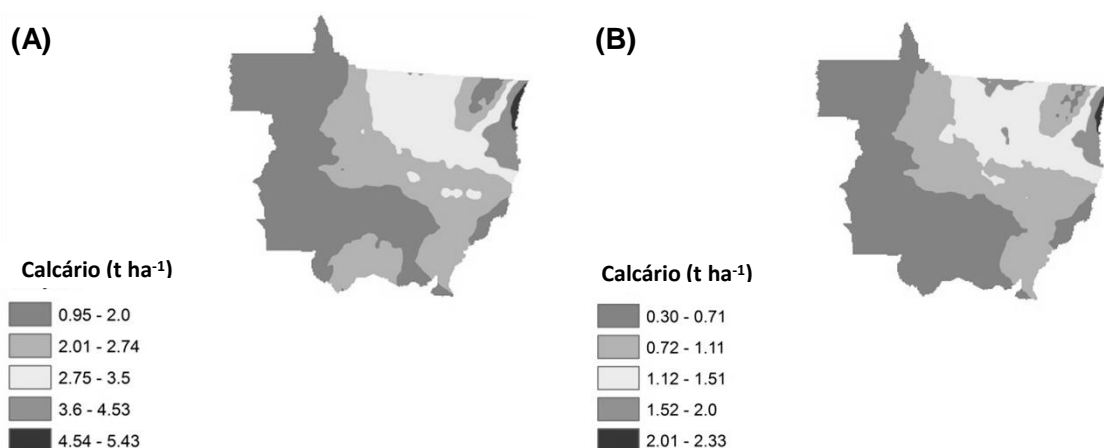 (A)
Calcário (t ha-1)
0.95 - 2.0
2.01 - 2.74
2.75 - 3.5
3.6 - 4.53
4.54 - 5.43
(B)
Calcário (t ha-1)
0.30 - 0.71
0.72 - 1.11
1.12 - 1.51
1.52 - 2.0
2.01 - 2.33